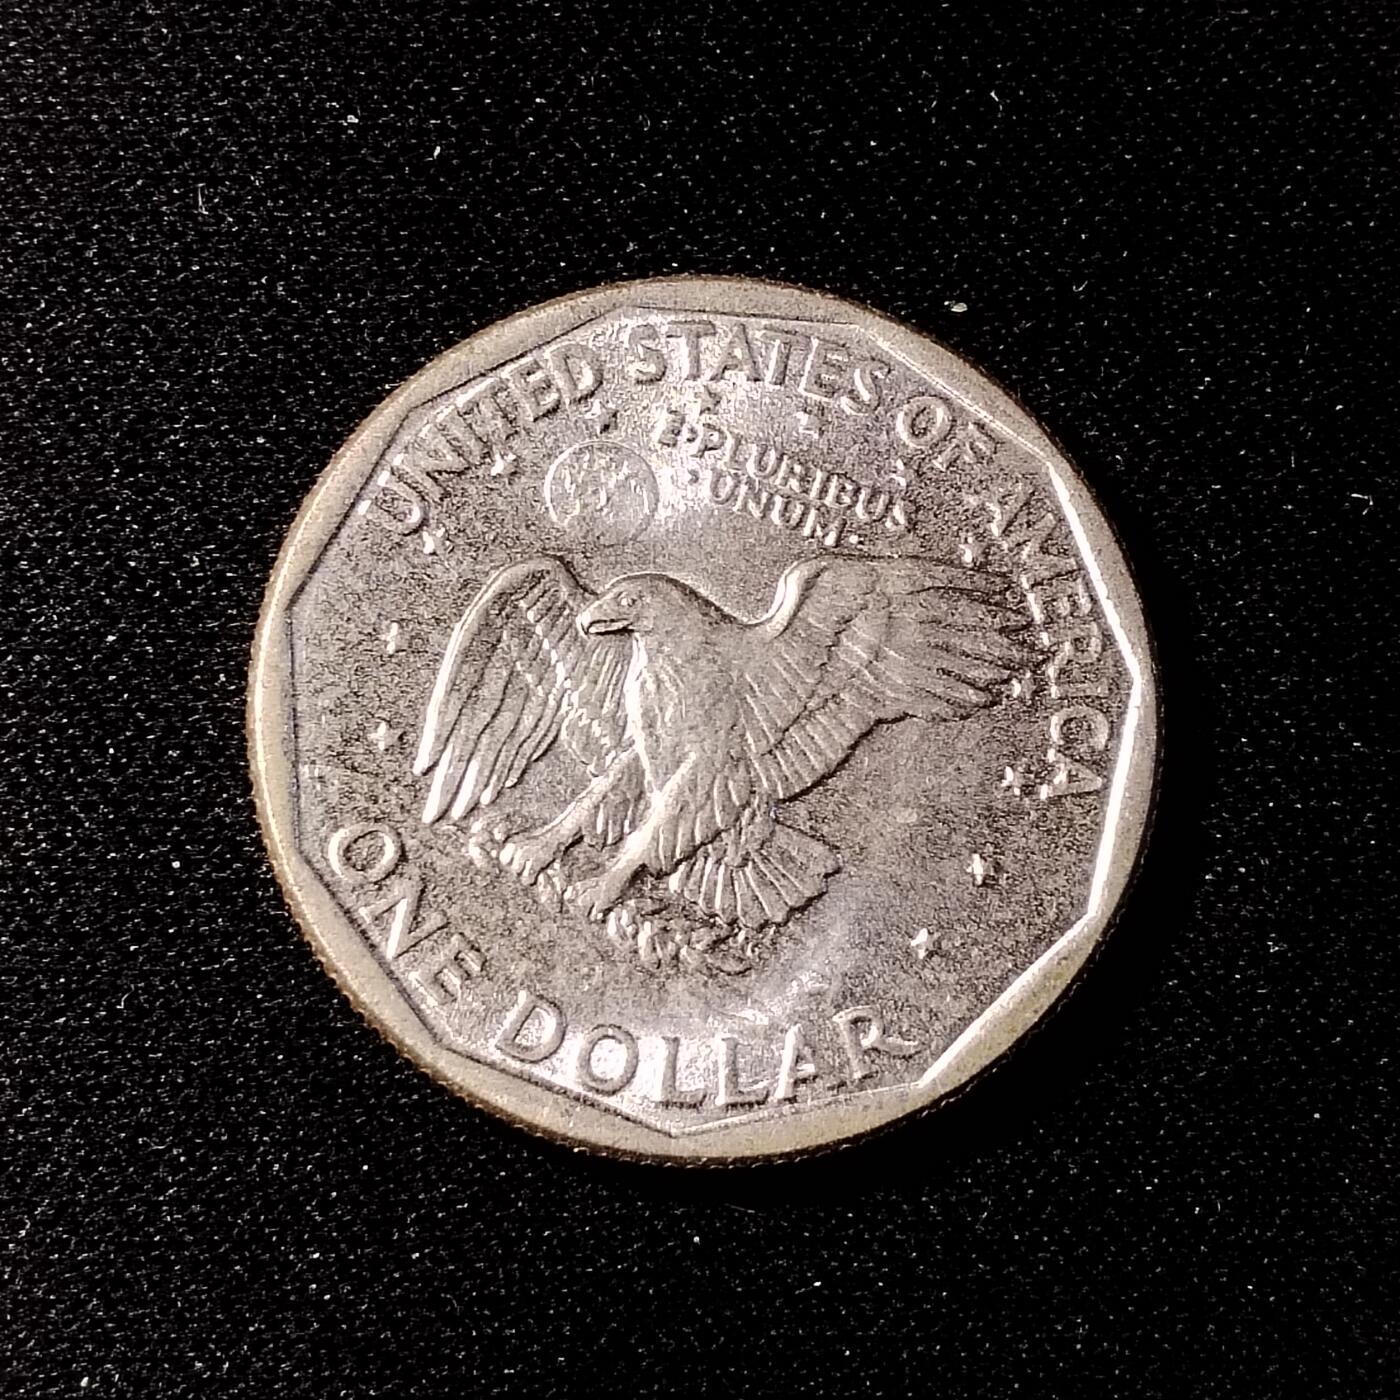 UNITED STATES OF AMERICA
E·PLURIBUS
·UNUM·
ONE DOLLAR